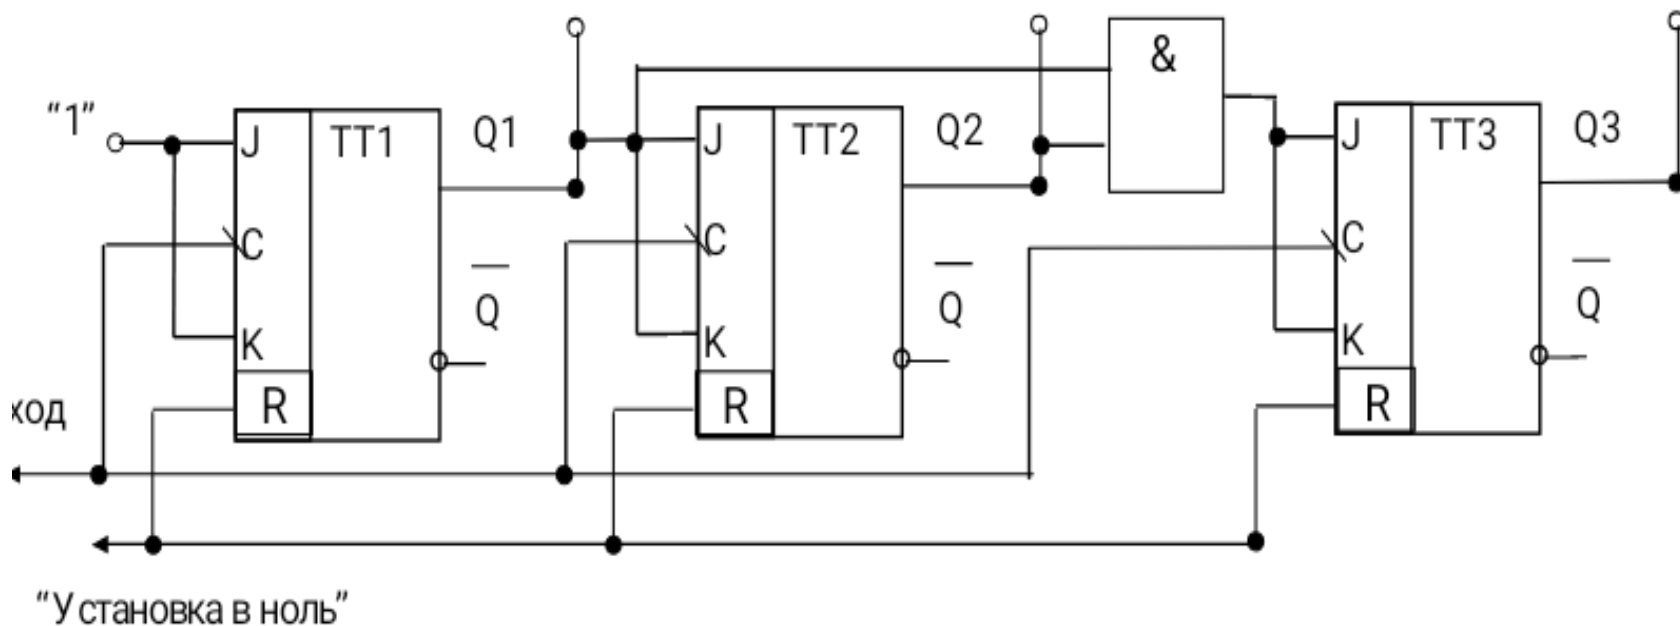 &
“1”
J
TT1
Q1
J
TT2
Q2
J
TT3
Q3
C
C
C
Q
Q
Q
K
K
K
R
R
R
ход
“Установка в ноль”